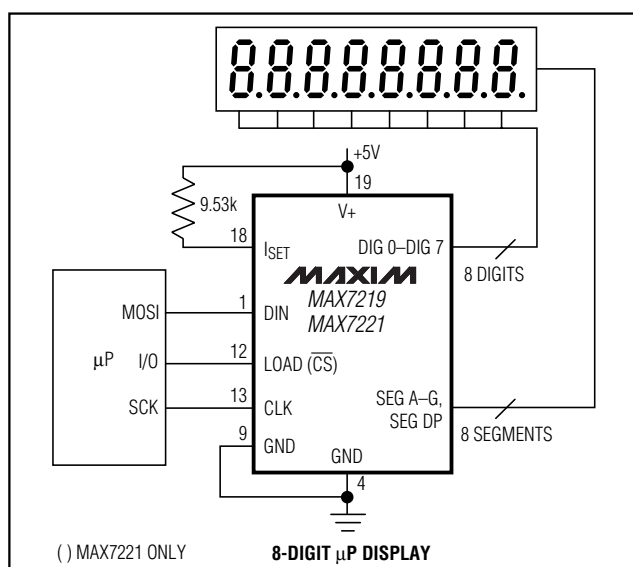 8.8.8.8.8.8.8.8.
+5V
19
V+
9.53k
18
ISET
DIG 0–DIG 7
8 DIGITS
MAXIM
MAX7219
MAX7221
MOSI
1
DIN
µP
I/O
12
LOAD (C̅S̅)
SCK
13
CLK
SEG A–G,
SEG DP
8 SEGMENTS
9
GND
GND
4
( ) MAX7221 ONLY
8-DIGIT µP DISPLAY